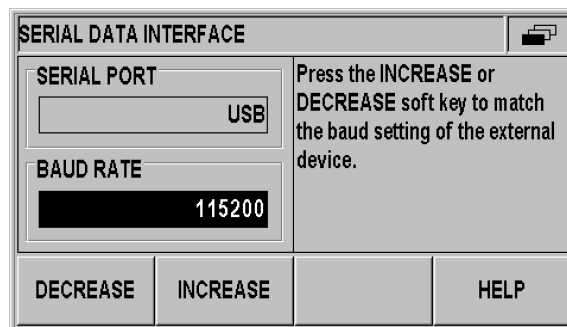 SERIAL DATA INTERFACE
SERIAL PORT
USB
BAUD RATE
115200
Press the INCREASE or
DECREASE soft key to match
the baud setting of the external
device.
DECREASE
INCREASE
HELP